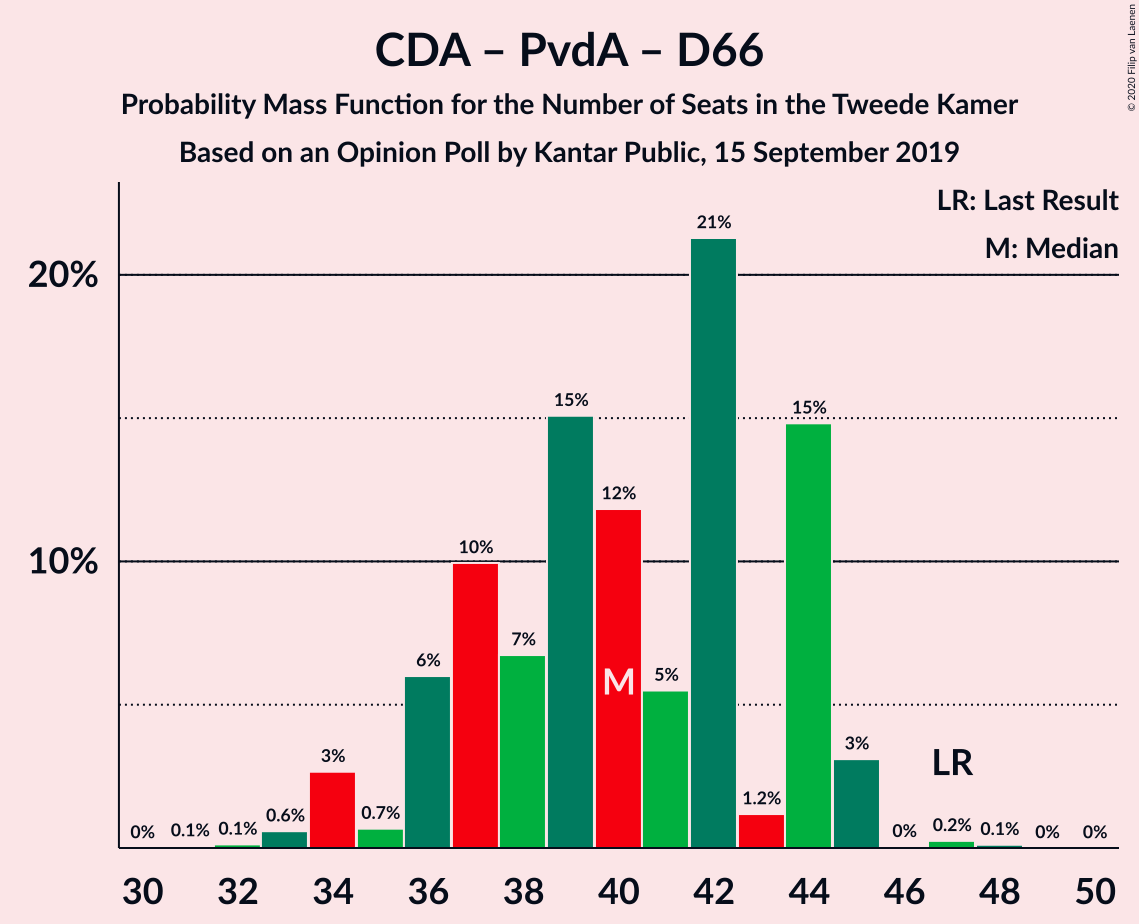 CDA – PvdA – D66
Probability Mass Function for the Number of Seats in the Tweede Kamer
Based on an Opinion Poll by Kantar Public, 15 September 2019
© 2020 Filip van Laenen
LR: Last Result
M: Median
20%
10%
0%
0.1%
0.1%
0.6%
3%
0.7%
6%
10%
7%
15%
12%
5%
21%
1.2%
15%
3%
0%
0.2%
0.1%
0%
0%
M
LR
30 32 34 36 38 40 42 44 46 48 50